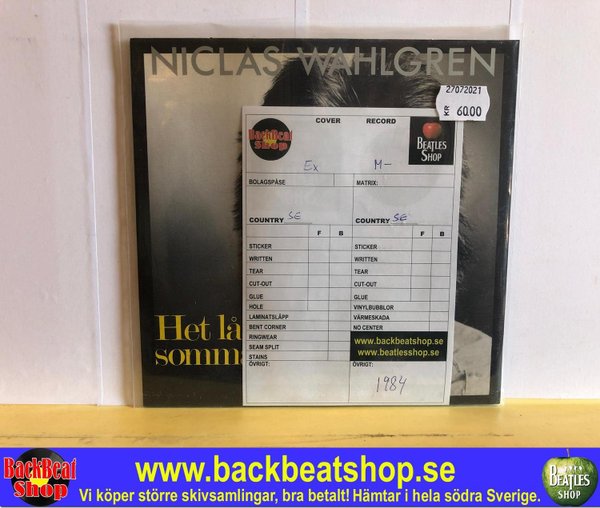 NICLAS WAHLGREN
27072021
KR 60.00
COVER RECORD
BackBeat Shop
BEATLES SHOP
Ex M-
BOLAGSPÅSE MATRIX:
COUNTRY SE COUNTRY SE
F B F B
STICKER STICKER
WRITTEN WRITTEN
TEAR TEAR
CUT-OUT CUT-OUT
GLUE GLUE
HOLE VINYLBUBBLOR
LAMINATSLÄPP VÄRMESKADA
BENT CORNER NO CENTER
RINGWEAR
SEAM SPLIT
STAINS
www.backbeatshop.se
www.beatlesshop.se
ÖVRIGT: ÖVRIGT:
1984
Het lå
somm
BackBeat Shop
www.backbeatshop.se
Vi köper större skivsamlingar, bra betalt! Hämtar i hela södra Sverige.
BEATLES SHOP